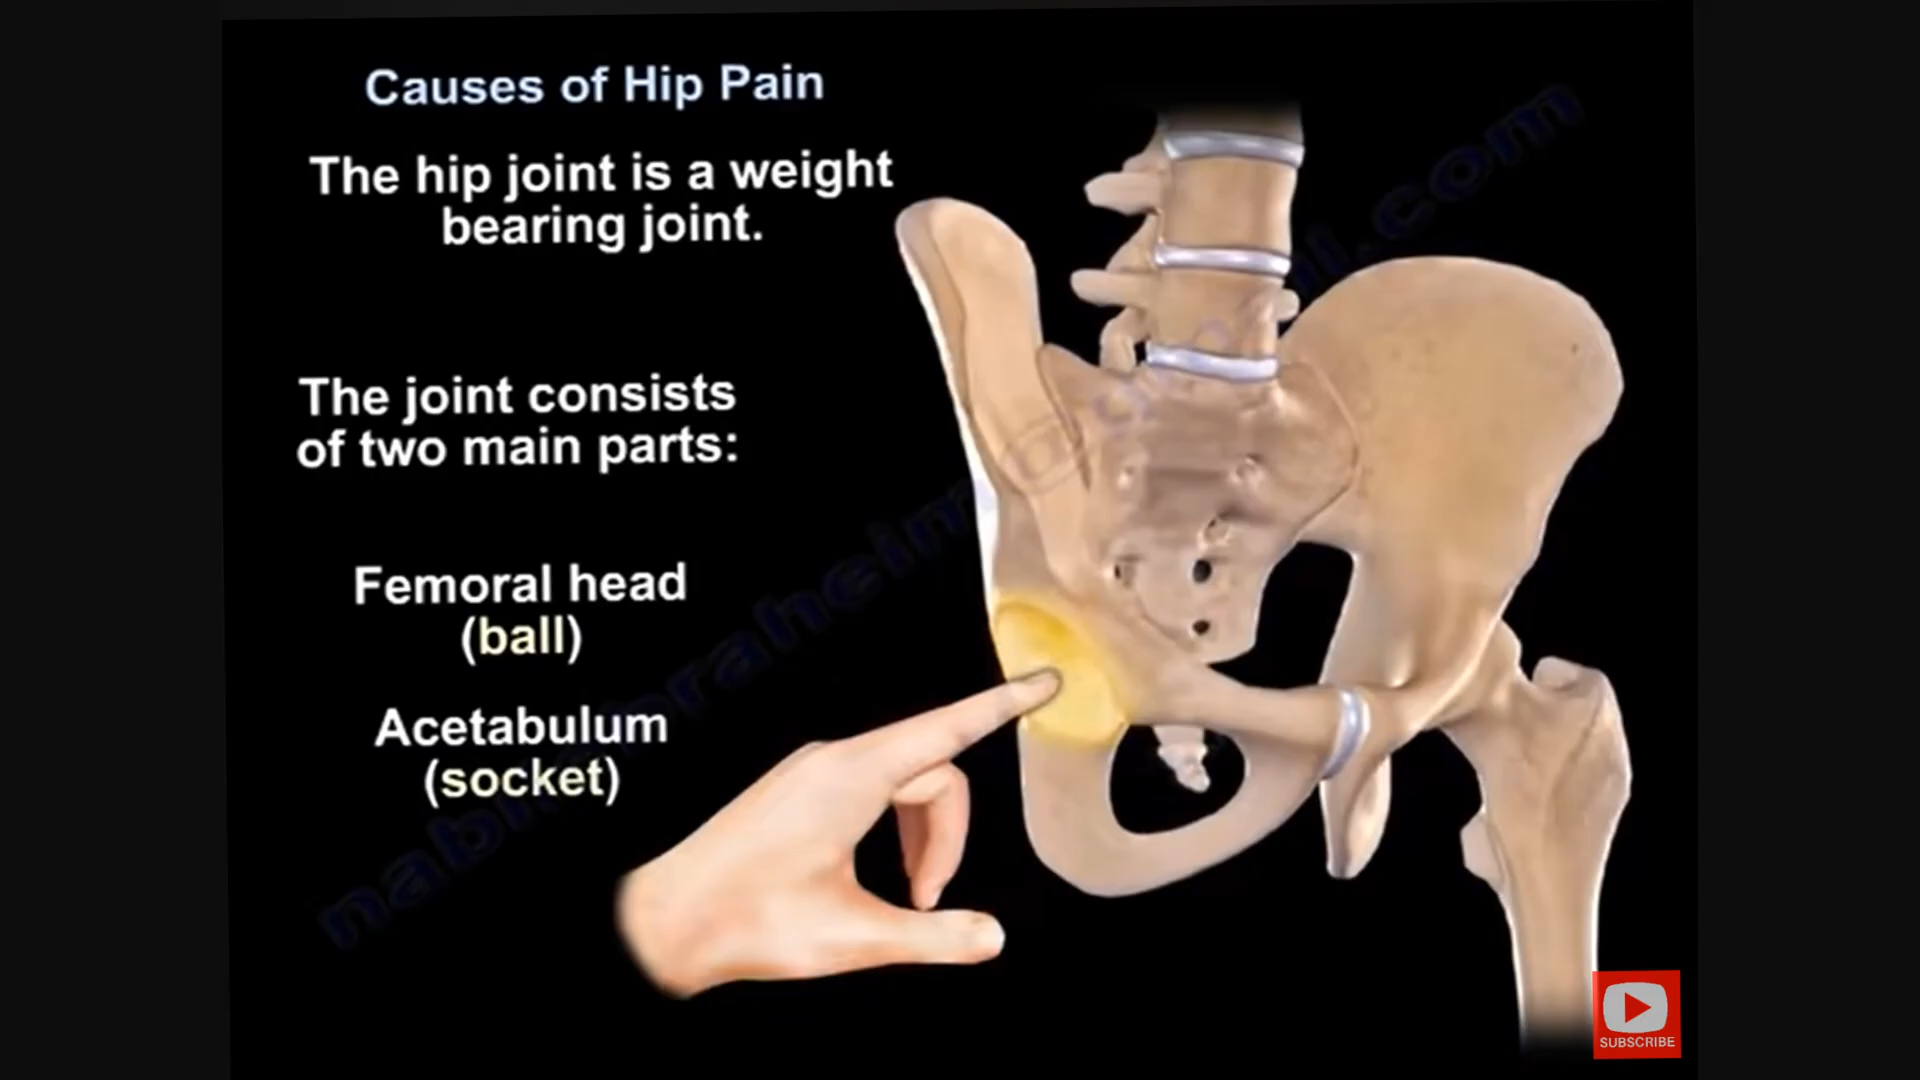 Causes of Hip Pain
The hip joint is a weight
bearing joint.
The joint consists
of two main parts:
Femoral head
(ball)
Acetabulum
(socket)
SUBSCRIBE